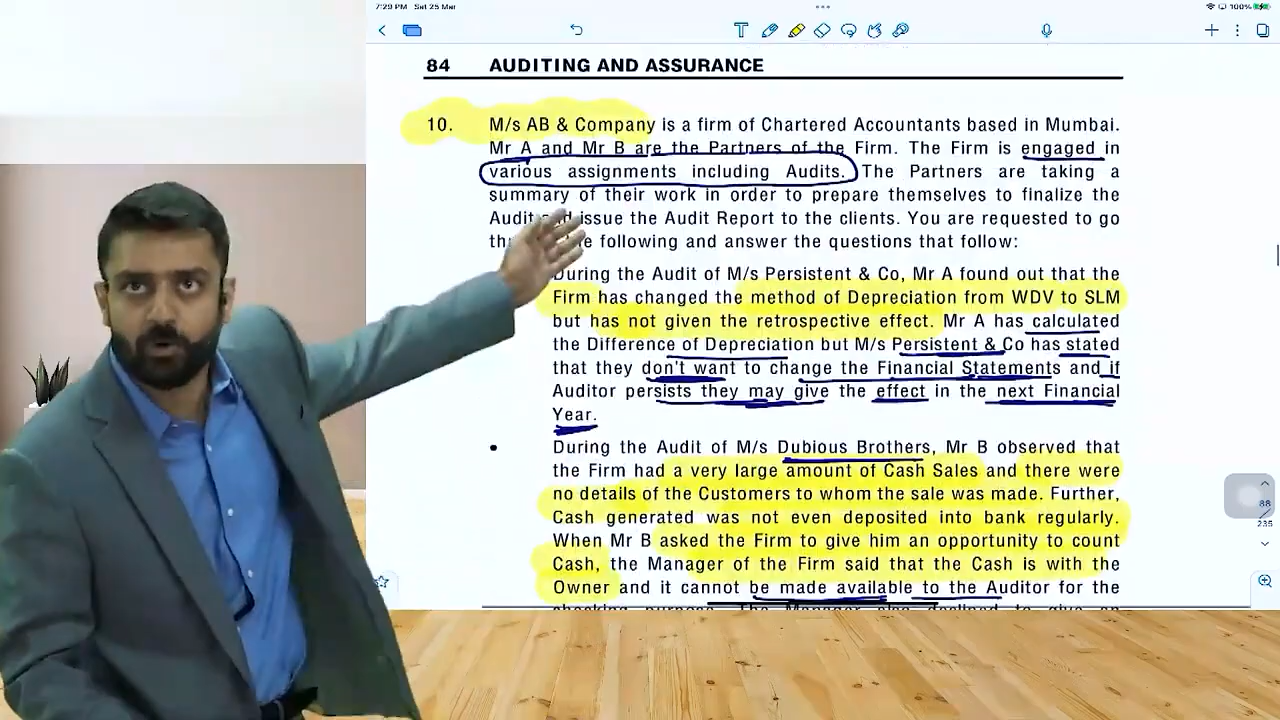 7:29 PM Sat 25 Mar
100%
84 AUDITING AND ASSURANCE
10. M/s AB & Company is a firm of Chartered Accountants based in Mumbai.
Mr A and Mr B are the Partners of the Firm. The Firm is engaged in
various assignments including Audits. The Partners are taking a
summary of their work in order to prepare themselves to finalize the
Audit and issue the Audit Report to the clients. You are requested to go
following and answer the questions that follow:
During the Audit of M/s Persistent & Co, Mr A found out that the
Firm has changed the method of Depreciation from WDV to SLM
but has not given the retrospective effect. Mr A has calculated
the Difference of Depreciation but M/s Persistent & Co has stated
that they don't want to change the Financial Statements and if
Auditor persists they may give the effect in the next Financial
Year.
• During the Audit of M/s Dubious Brothers, Mr B observed that
the Firm had a very large amount of Cash Sales and there were
no details of the Customers to whom the sale was made. Further,
Cash generated was not even deposited into bank regularly.
When Mr B asked the Firm to give him an opportunity to count
Cash, the Manager of the Firm said that the Cash is with the
Owner and it cannot be made available to the Auditor for the
88
235